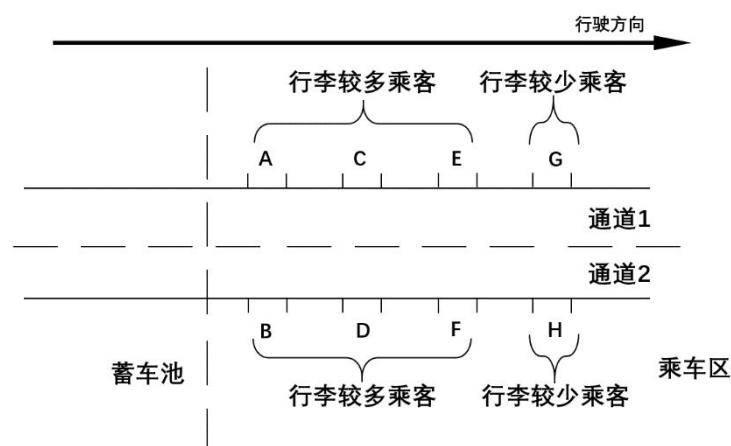 行驶方向
行李较多乘客 行李较少乘客
A C E G
通道1
通道2
B D F H
蓄车池 乘车区
行李较多乘客 行李较少乘客